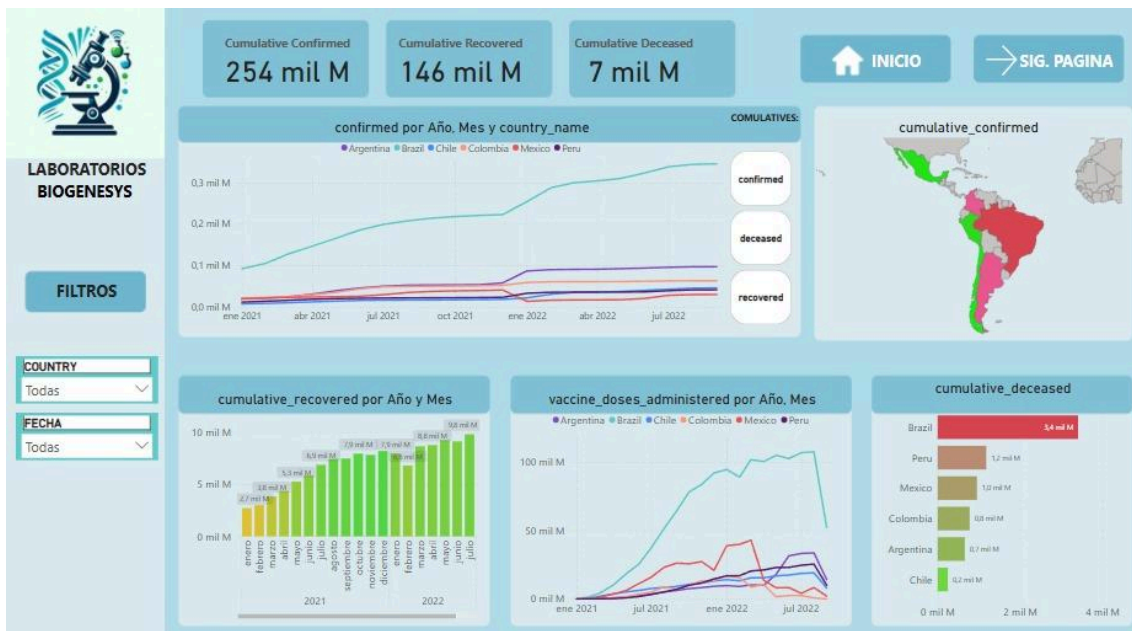 LABORATORIOS
BIOGENESYS
FILTROS
COUNTRY
Todas
FECHA
Todas
Cumulative Confirmed
254 mil M
Cumulative Recovered
146 mil M
Cumulative Deceased
7 mil M
INICIO
SIG. PAGINA
confirmed por Año, Mes y country_name
Argentina Brazil Chile Colombia Mexico Peru
0,3 mil M
0,2 mil M
0,1 mil M
0,0 mil M
ene 2021 abr 2021 jul 2021 oct 2021 ene 2022 abr 2022 jul 2022
COMULATIVES:
confirmed
deceased
recovered
cumulative_confirmed
cumulative_recovered por Año y Mes
10 mil M
5 mil M
0 mil M
2,7 mil M
3,8 mil M
5,3 mil M
6,9 mil M
7,9 mil M
7,9 mil M
8,8 mil M
9,8 mil M
enero febrero marzo abril mayo junio julio agosto septiembre octubre noviembre diciembre enero febrero marzo abril mayo junio julio
2021 2022
vaccine_doses_administered por Año, Mes
Argentina Brazil Chile Colombia Mexico Peru
100 mil M
50 mil M
0 mil M
ene 2021 jul 2021 ene 2022 jul 2022
cumulative_deceased
Brazil 3,4 mil M
Peru 1,2 mil M
Mexico 1,0 mil M
Colombia 0,8 mil M
Argentina 0,7 mil M
Chile 0,2 mil M
0 mil M 2 mil M 4 mil M